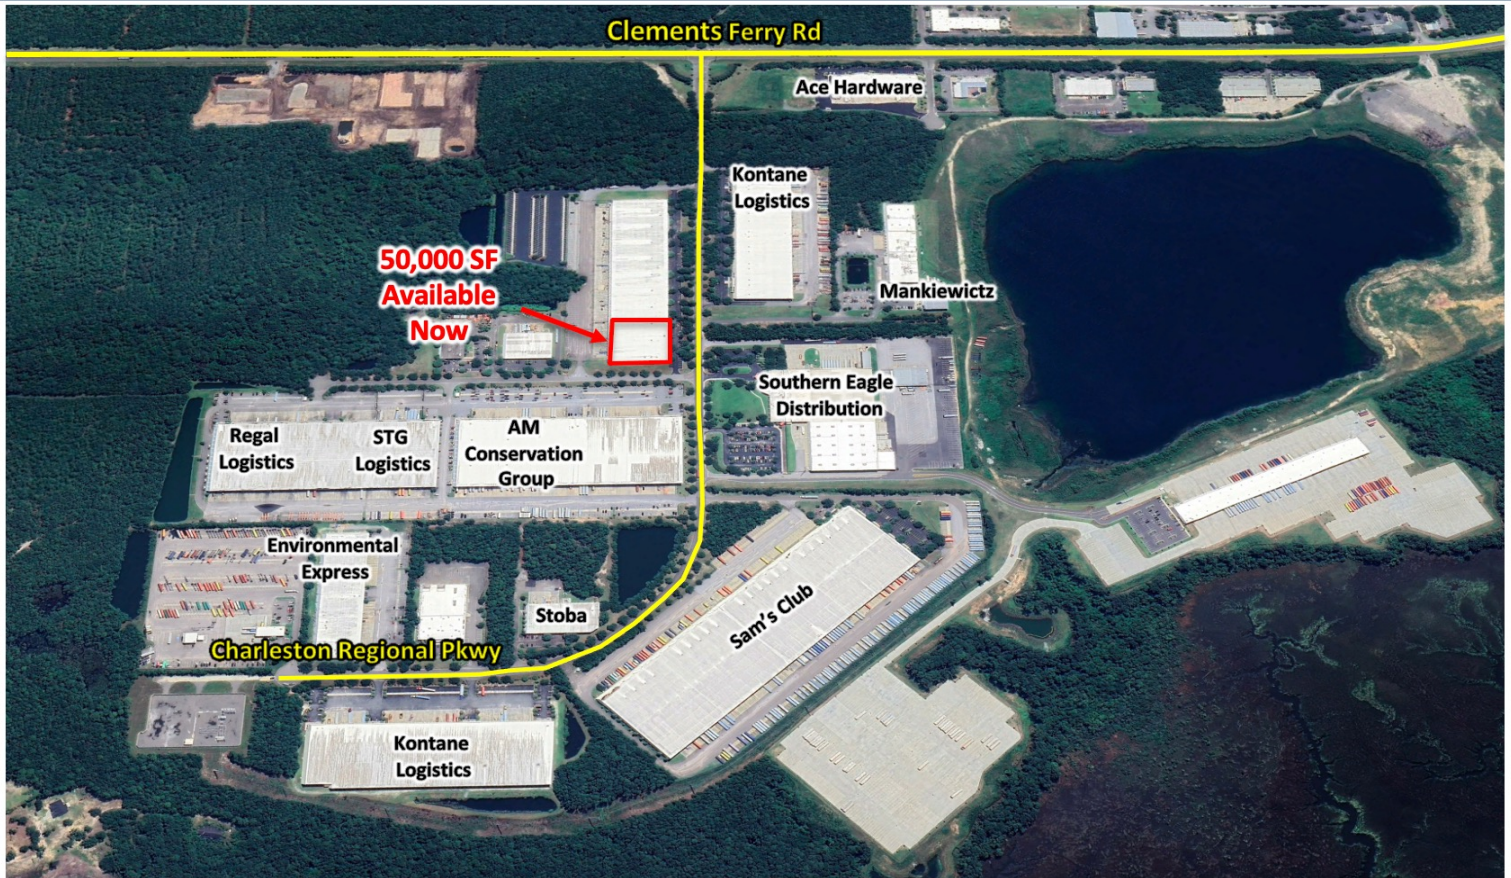 Clements Ferry Rd
Ace Hardware
Kontane
Logistics
50,000 SF
Available
Now
Mankiewictz
Southern Eagle
Distribution
Regal
Logistics
STG
Logistics
AM
Conservation
Group
Environmental
Express
Stoba
Sam's Club
Charleston Regional Pkwy
Kontane
Logistics